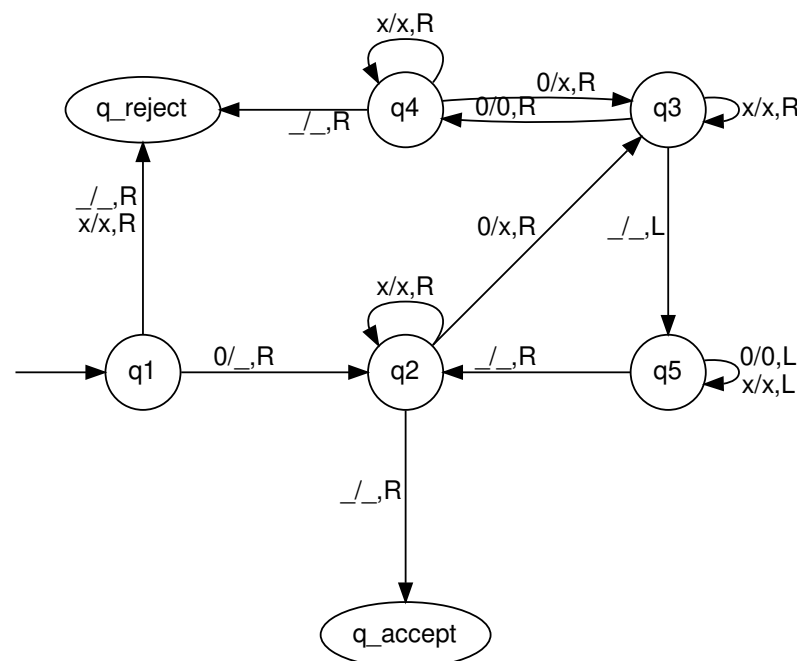 x/x,R
q_reject
q4
0/x,R
q3
_/_,R
0/0,R
x/x,R
_/_,R
x/x,R
0/x,R
_/_,L
x/x,R
q1
0/_,R
q2
_/_,R
q5
0/0,L
x/x,L
_/_,R
q_accept